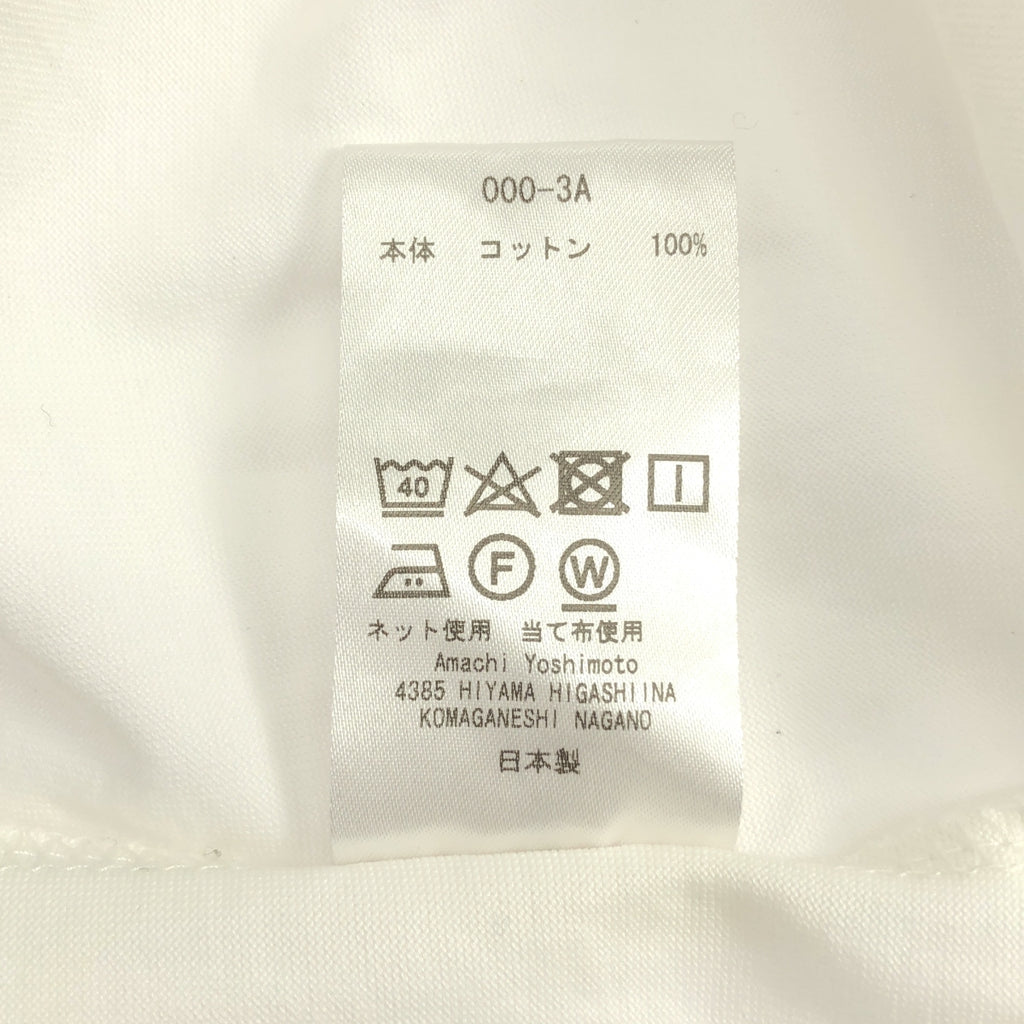 000-3A
本体 コットン 100%
40
F W
ネット使用 当て布使用
Amachi Yoshimoto
4385 HIYAMA HIGASHIINA
KOMAGANESHI NAGANO
日本製